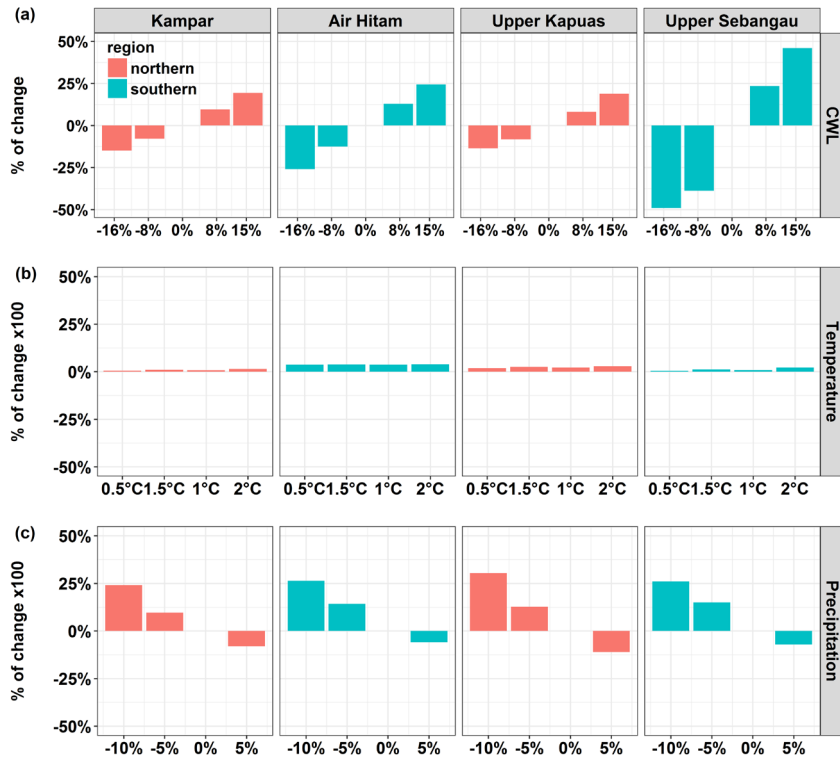 (a)
Kampar
Air Hitam
Upper Kapuas
Upper Sebangau
region
northern
southern
% of change
50%
25%
0%
-25%
-50%
CWL
-16% -8% 0% 8% 15%
-16% -8% 0% 8% 15%
-16% -8% 0% 8% 15%
-16% -8% 0% 8% 15%
(b)
% of change x100
50%
25%
0%
-25%
-50%
Temperature
0.5°C 1.5°C 1°C 2°C
0.5°C 1.5°C 1°C 2°C
0.5°C 1.5°C 1°C 2°C
0.5°C 1.5°C 1°C 2°C
(c)
% of change x100
50%
25%
0%
-25%
-50%
Precipitation
-10% -5% 0% 5%
-10% -5% 0% 5%
-10% -5% 0% 5%
-10% -5% 0% 5%